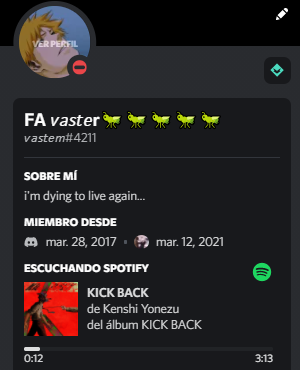 VER PERFIL
FA vaster🦗🦗🦗🦗🦗
vastem#4211
SOBRE MÍ
i'm dying to live again...
MIEMBRO DESDE
mar. 28, 2017 • mar. 12, 2021
ESCUCHANDO SPOTIFY
KICK BACK
de Kenshi Yonezu
del álbum KICK BACK
0:12 3:13